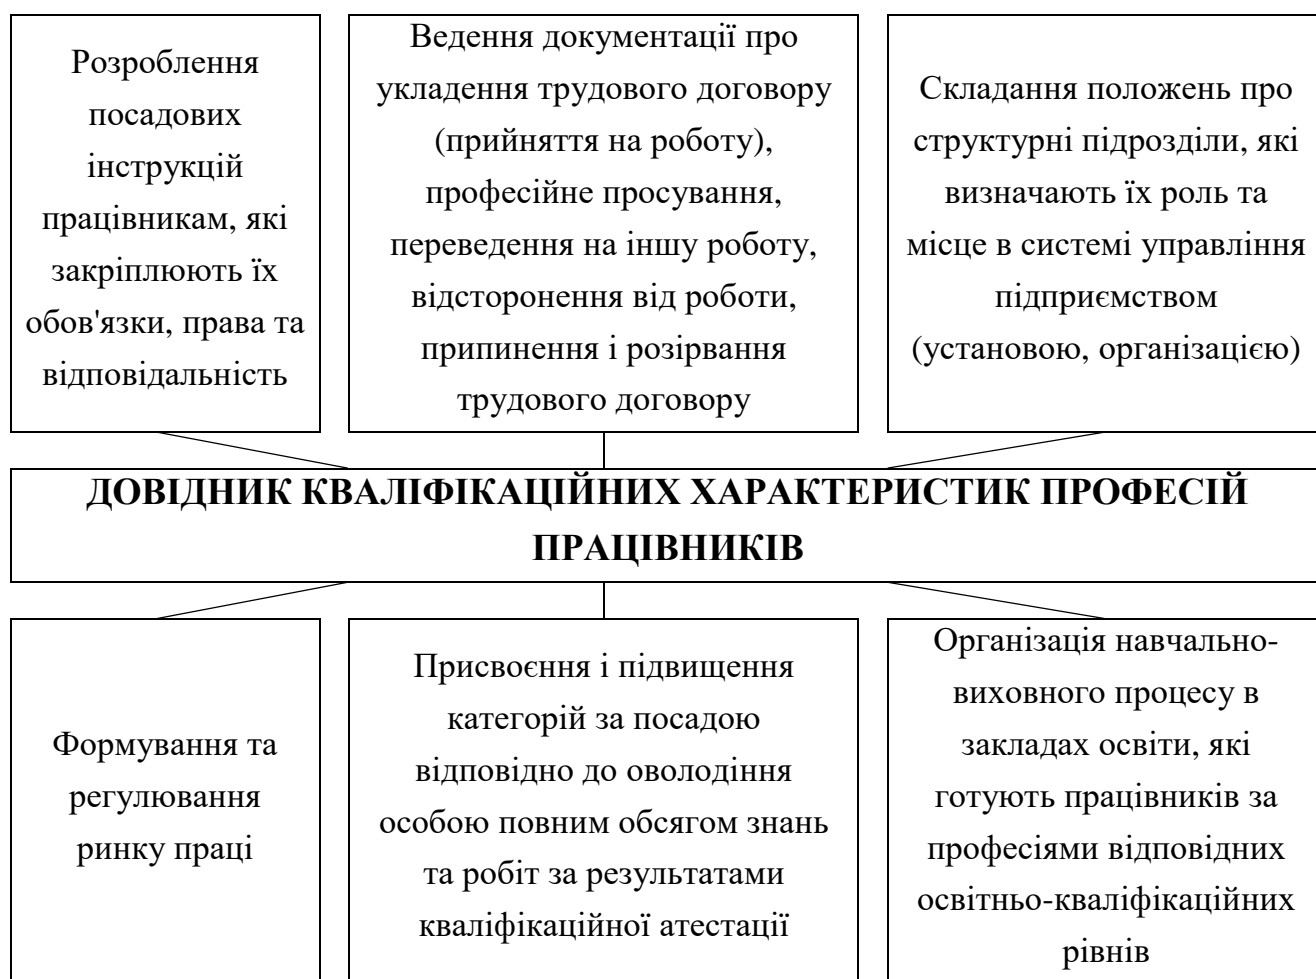 Розроблення
посадових
інструкцій
працівникам, які
закріплюють їх
обов'язки, права та
відповідальність
Ведення документації про
укладення трудового договору
(прийняття на роботу),
професійне просування,
переведення на іншу роботу,
відсторонення від роботи,
припинення і розірвання
трудового договору
Складання положень про
структурні підрозділи, які
визначають їх роль та
місце в системі управління
підприємством
(установою, організацією)
ДОВІДНИК КВАЛІФІКАЦІЙНИХ ХАРАКТЕРИСТИК ПРОФЕСІЙ
ПРАЦІВНИКІВ
Формування та
регулювання
ринку праці
Присвоєння і підвищення
категорій за посадою
відповідно до оволодіння
особою повним обсягом знань
та робіт за результатами
кваліфікаційної атестації
Організація навчально-
виховного процесу в
закладах освіти, які
готують працівників за
професіями відповідних
освітньо-кваліфікаційних
рівнів